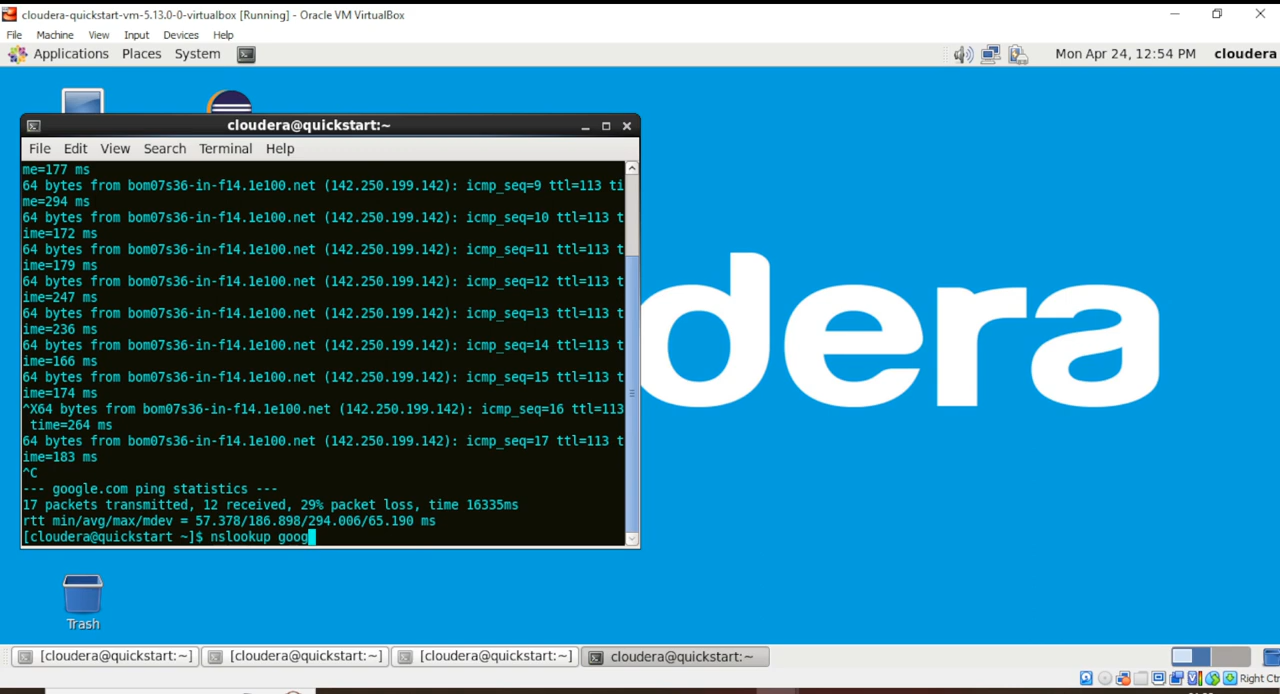 cloudera-quickstart-vm-5.13.0-0-virtualbox [Running] - Oracle VM VirtualBox
File Machine View Input Devices Help
Applications Places System Mon Apr 24, 12:54 PM cloudera
cloudera@quickstart:~
File Edit View Search Terminal Help
me=177 ms
64 bytes from bom07s36-in-f14.1e100.net (142.250.199.142): icmp_seq=9 ttl=113 ti
me=294 ms
64 bytes from bom07s36-in-f14.1e100.net (142.250.199.142): icmp_seq=10 ttl=113 t
ime=172 ms
64 bytes from bom07s36-in-f14.1e100.net (142.250.199.142): icmp_seq=11 ttl=113 t
ime=179 ms
64 bytes from bom07s36-in-f14.1e100.net (142.250.199.142): icmp_seq=12 ttl=113 t
ime=247 ms
64 bytes from bom07s36-in-f14.1e100.net (142.250.199.142): icmp_seq=13 ttl=113 t
ime=236 ms
64 bytes from bom07s36-in-f14.1e100.net (142.250.199.142): icmp_seq=14 ttl=113 t
ime=166 ms
64 bytes from bom07s36-in-f14.1e100.net (142.250.199.142): icmp_seq=15 ttl=113 t
ime=174 ms
^X64 bytes from bom07s36-in-f14.1e100.net (142.250.199.142): icmp_seq=16 ttl=113
time=264 ms
64 bytes from bom07s36-in-f14.1e100.net (142.250.199.142): icmp_seq=17 ttl=113 t
ime=183 ms
^C
--- google.com ping statistics ---
17 packets transmitted, 12 received, 29% packet loss, time 16335ms
rtt min/avg/max/mdev = 57.378/186.898/294.006/65.190 ms
[cloudera@quickstart ~]$ nslookup goog
dera
Trash
[cloudera@quickstart:~] [cloudera@quickstart:~] [cloudera@quickstart:~] cloudera@quickstart:~
Right Ctr